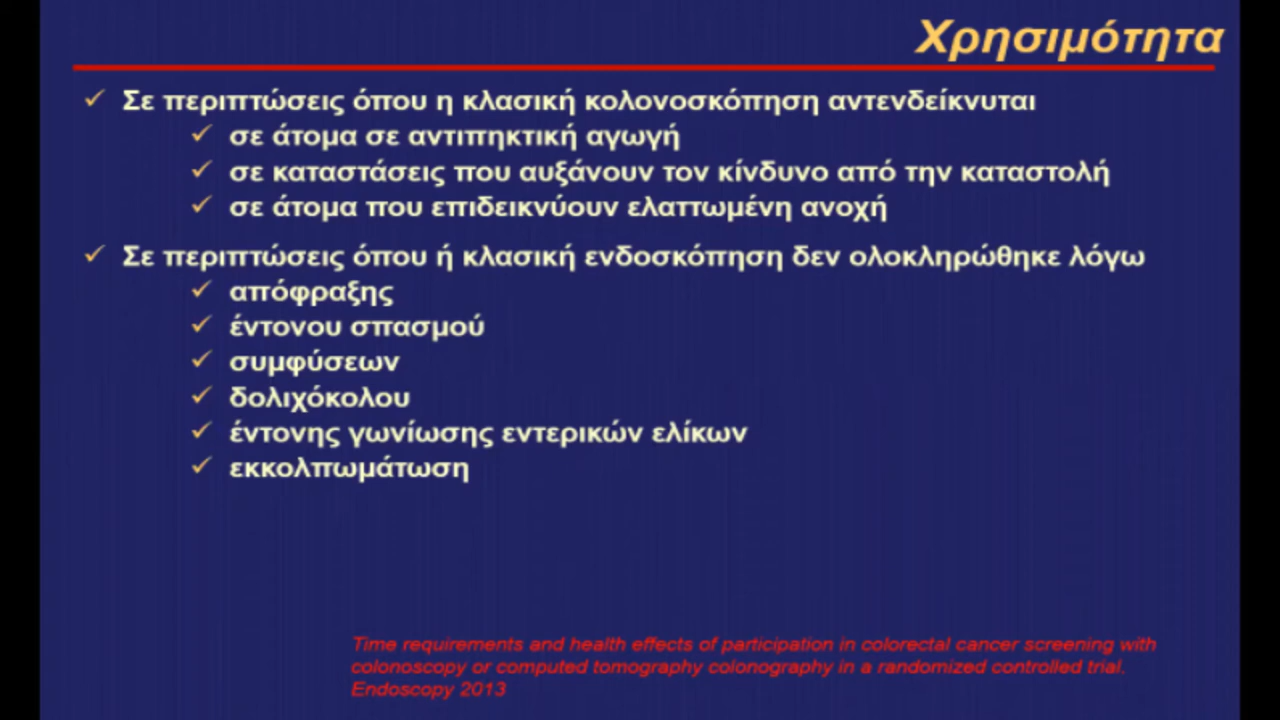 Χρησιμότητα
✓ Σε περιπτώσεις όπου η κλασική κολονοσκόπηση αντενδείκνυται
✓ σε άτομα σε αντιπηκτική αγωγή
✓ σε καταστάσεις που αυξάνουν τον κίνδυνο από την καταστολή
✓ σε άτομα που επιδεικνύουν ελαττωμένη ανοχή
✓ Σε περιπτώσεις όπου ή κλασική ενδοσκόπηση δεν ολοκληρώθηκε λόγω
✓ απόφραξης
✓ έντονου σπασμού
✓ συμφύσεων
✓ δολιχόκολου
✓ έντονης γωνίωσης εντερικών ελίκων
✓ εκκολπωμάτωση
Time requirements and health effects of participation in colorectal cancer screening with
colonoscopy or computed tomography colonography in a randomized controlled trial.
Endoscopy 2013